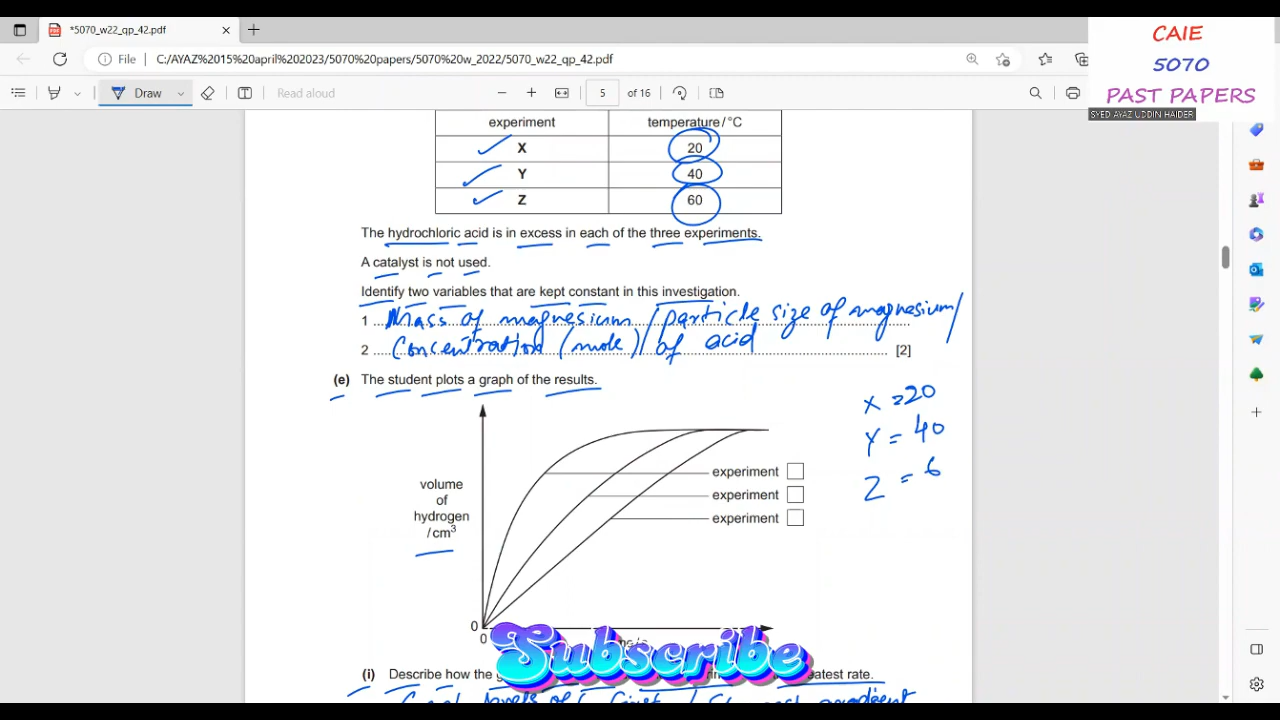 *5070_w22_qp_42.pdf
File
C:/AYAZ%2015%20april%202023/5070%20papers/5070%20w_2022/5070_w22_qp_42.pdf
Draw
Read aloud
5 of 16
CAIE
5070
PAST PAPERS
SYED AYAZ UDDIN HAIDER
experiment temperature/°C
X 20
Y 40
Z 60
The hydrochloric acid is in excess in each of the three experiments.
A catalyst is not used.
Identify two variables that are kept constant in this investigation.
1 Mass of magnesium / particle size of magnesium/
2 Concentration (mole) / of acid [2]
(e) The student plots a graph of the results.
X = 20
Y = 40
Z = 6
volume
of
hydrogen
/cm³
experiment
experiment
experiment
0
0
Subscribe
(i) Describe how the g
eatest rate.